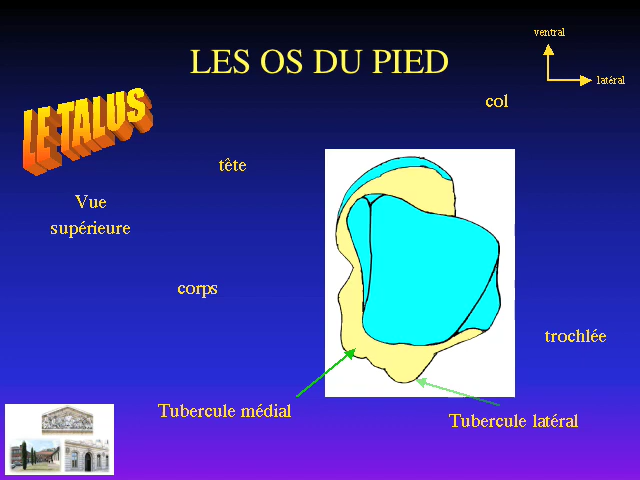 ventral
LES OS DU PIED
latéral
LE TALUS
col
tête
Vue
supérieure
corps
trochlée
Tubercule médial
Tubercule latéral